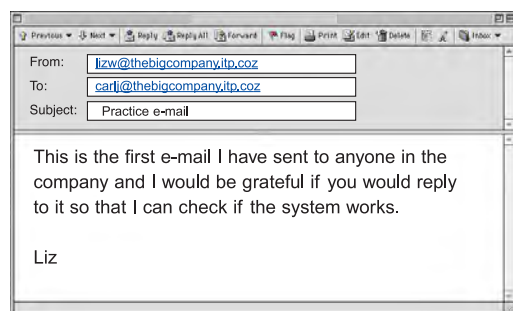 Previous Next Reply Reply All Forward Flag Print Edit Delete Inbox
From: lizw@thebigcompany.itp.coz
To: carlj@thebigcompany.itp.coz
Subject: Practice e-mail
This is the first e-mail I have sent to anyone in the
company and I would be grateful if you would reply
to it so that I can check if the system works.
Liz